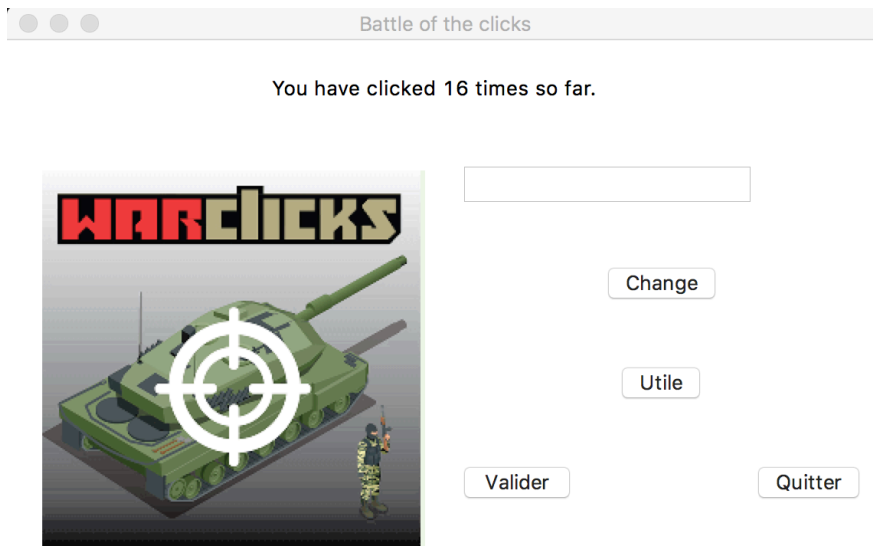 Battle of the clicks
You have clicked 16 times so far.
WARCLICKS
Change
Utile
Valider
Quitter